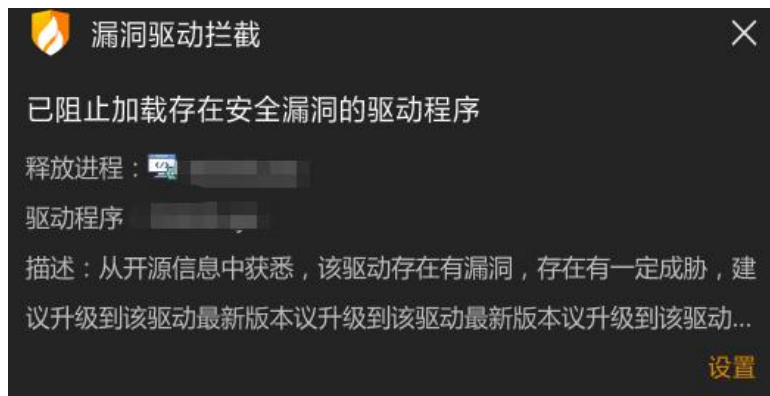 漏洞驱动拦截
已阻止加载存在安全漏洞的驱动程序
释放进程：
驱动程序
描述：从开源信息中获悉，该驱动存在有漏洞，存在有一定成胁，建
议升级到该驱动最新版本议升级到该驱动最新版本议升级到该驱动...
设置